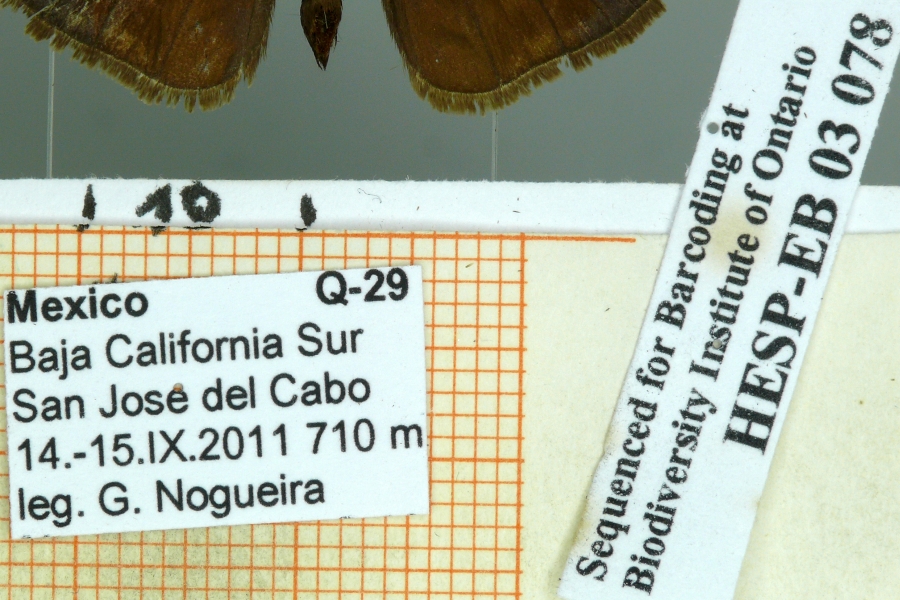 10
Mexico Q-29
Baja California Sur
San José del Cabo
14.-15.IX.2011 710 m
leg. G. Nogueira
Sequenced for Barcoding at
Biodiversity Institute of Ontario
HESP-EB 03 078